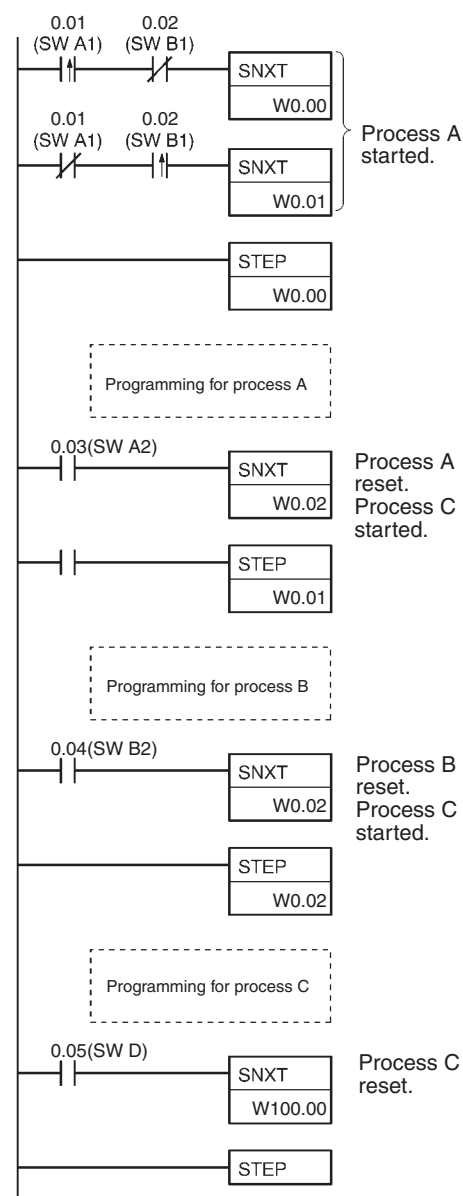 0.01 0.02
(SW A1) (SW B1)
SNXT
W0.00
0.01 0.02
(SW A1) (SW B1)
SNXT
W0.01
Process A
started.
STEP
W0.00
Programming for process A
0.03(SW A2)
SNXT
W0.02
Process A
reset.
Process C
started.
STEP
W0.01
Programming for process B
0.04(SW B2)
SNXT
W0.02
Process B
reset.
Process C
started.
STEP
W0.02
Programming for process C
0.05(SW D)
SNXT
W100.00
Process C
reset.
STEP